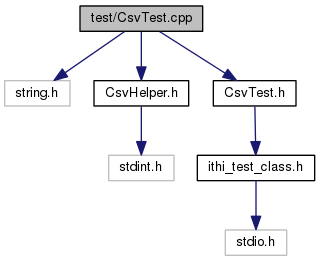 test/CsvTest.cpp
string.h
CsvHelper.h
CsvTest.h
stdint.h
ithi_test_class.h
stdio.h